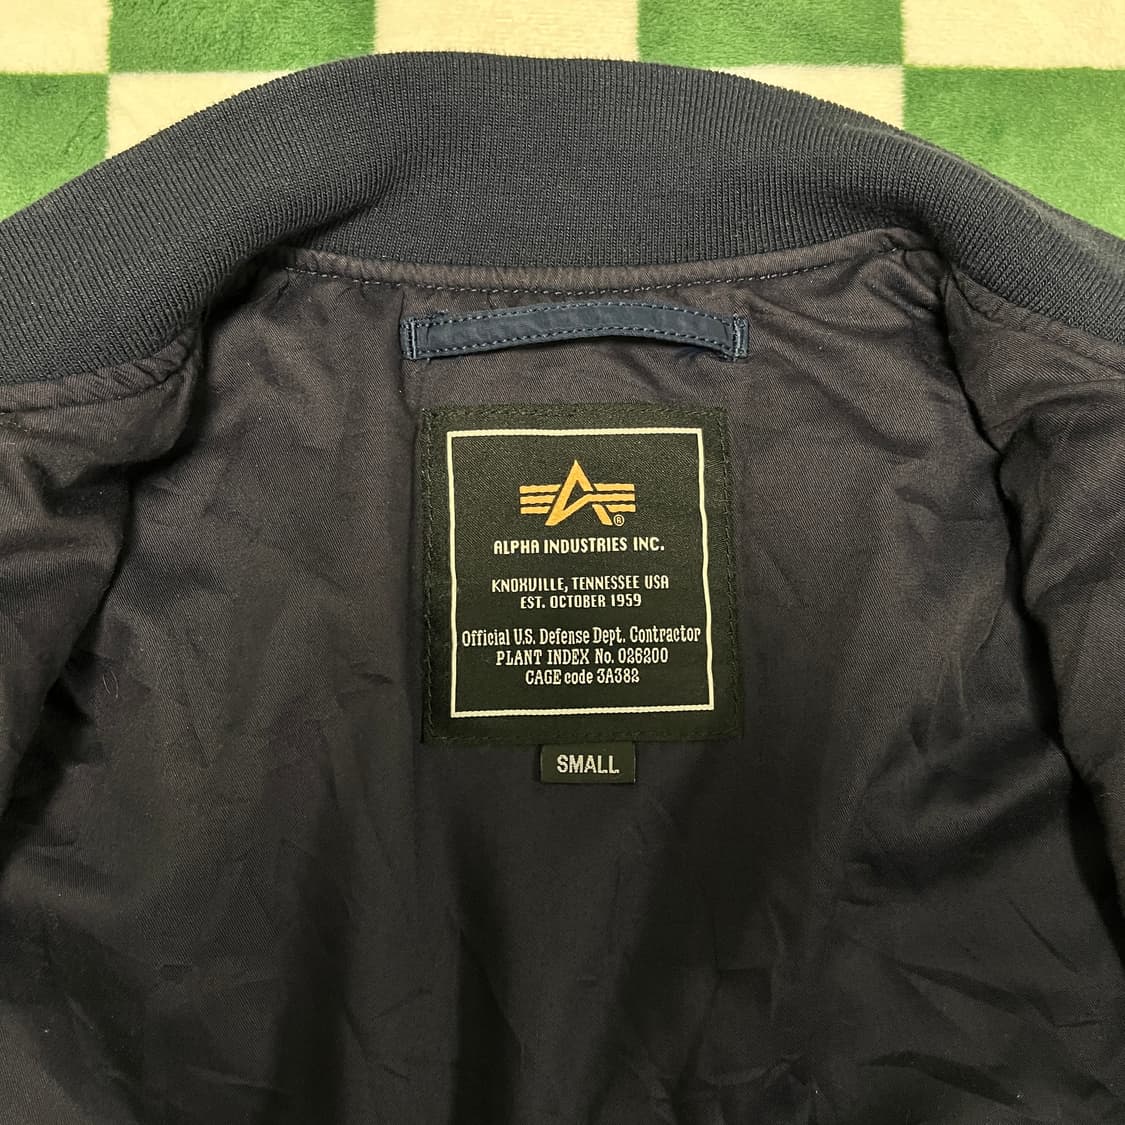 ®
ALPHA INDUSTRIES INC.
KNOXVILLE, TENNESSEE USA
EST. OCTOBER 1959
Official U.S. Defense Dept. Contractor
PLANT INDEX No. 026200
CAGE code 3A382
SMALL